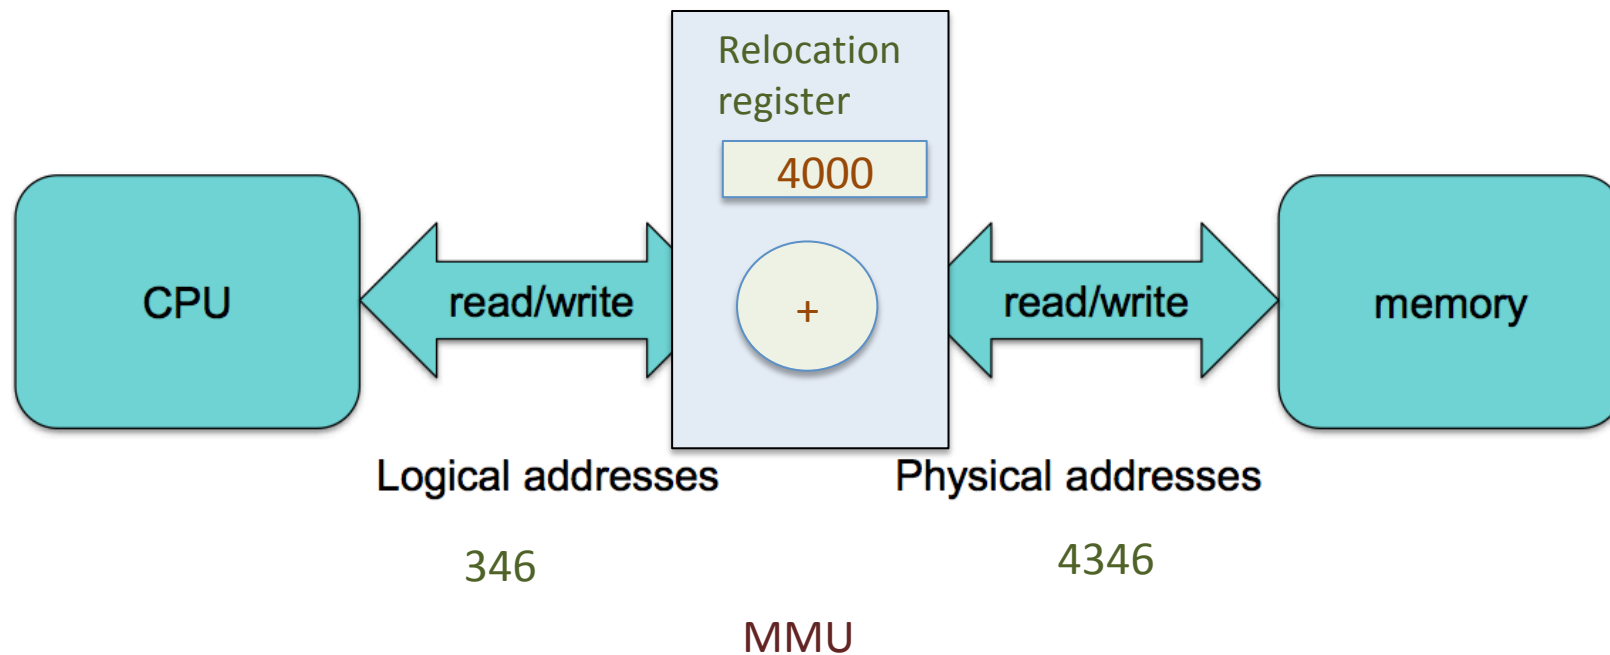 Relocation
register
4000
CPU
read/write
+
read/write
memory
Logical addresses
Physical addresses
346
4346
MMU